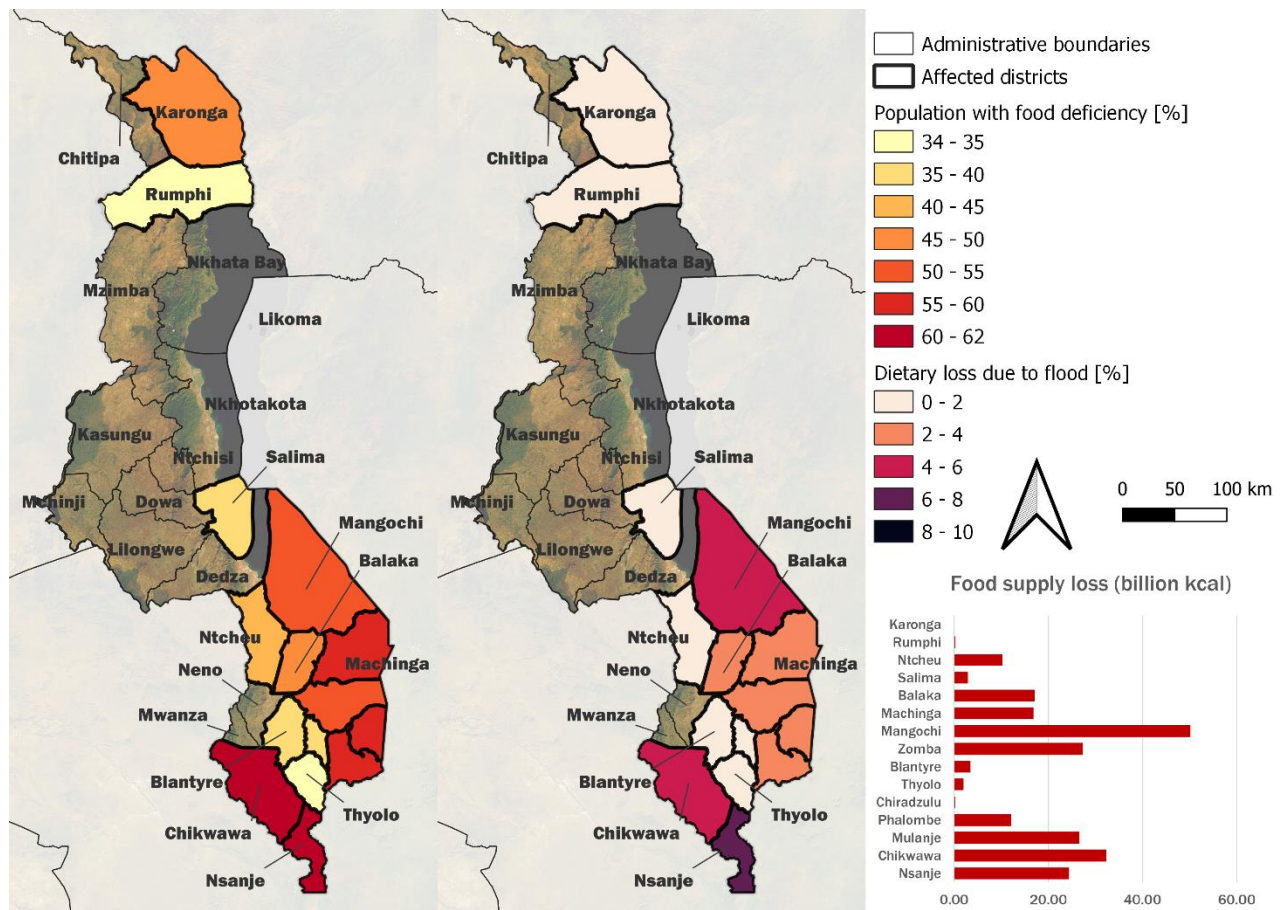 Karonga
Chitipa
Rumphi
Nkhata Bay
Mzimba
Likoma
Nkhotakota
Kasungu
Ntchisi
Salima
Mchinji
Dowa
Mangochi
Lilongwe
Balaka
Dedza
Ntcheu
Neno
Machinga
Mwanza
Blantyre
Thyolo
Chikwawa
Nsanje
Karonga
Chitipa
Rumphi
Nkhata Bay
Mzimba
Likoma
Nkhotakota
Kasungu
Ntchisi
Salima
Mchinji
Dowa
Mangochi
Lilongwe
Balaka
Dedza
Ntcheu
Neno
Machinga
Mwanza
Blantyre
Thyolo
Chikwawa
Nsanje
Administrative boundaries
Affected districts
Population with food deficiency [%]
34 - 35
35 - 40
40 - 45
45 - 50
50 - 55
55 - 60
60 - 62
Dietary loss due to flood [%]
0 - 2
2 - 4
4 - 6
6 - 8
8 - 10
0 50 100 km
Food supply loss (billion kcal)
Karonga
Rumphi
Ntcheu
Salima
Balaka
Machinga
Mangochi
Zomba
Blantyre
Thyolo
Chiradzulu
Phalombe
Mulanje
Chikwawa
Nsanje
0.00 20.00 40.00 60.00